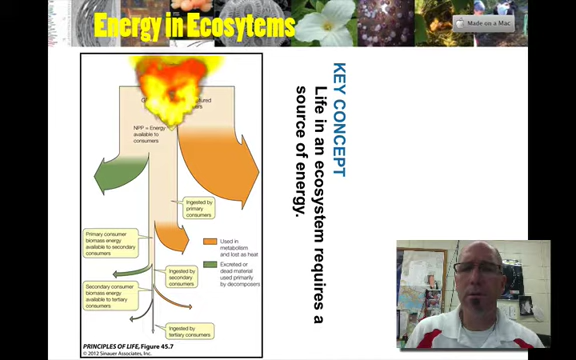 Energy in Ecosytems
Made on a Mac
NPP = Energy
available to
consumers
Ingested by
primary
consumers
Primary consumer
biomass energy
available to secondary
consumers
Used in
metabolism
and lost as heat
Ingested by
secondary
consumers
Excreted or
dead material
used primarily
by decomposers
Secondary consumer
biomass energy
available to tertiary
consumers
Ingested by
tertiary consumers
PRINCIPLES OF LIFE, Figure 45.7
© 2012 Sinauer Associates, Inc.
KEY CONCEPT
Life in an ecosystem requires a
source of energy.